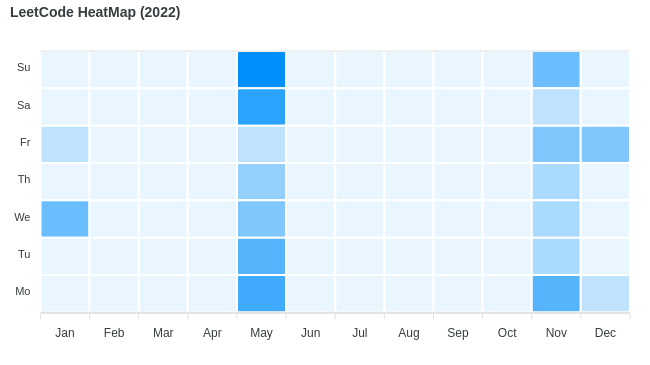 LeetCode HeatMap (2022)
Su
Sa
Fr
Th
We
Tu
Mo
Jan Feb Mar Apr May Jun Jul Aug Sep Oct Nov Dec